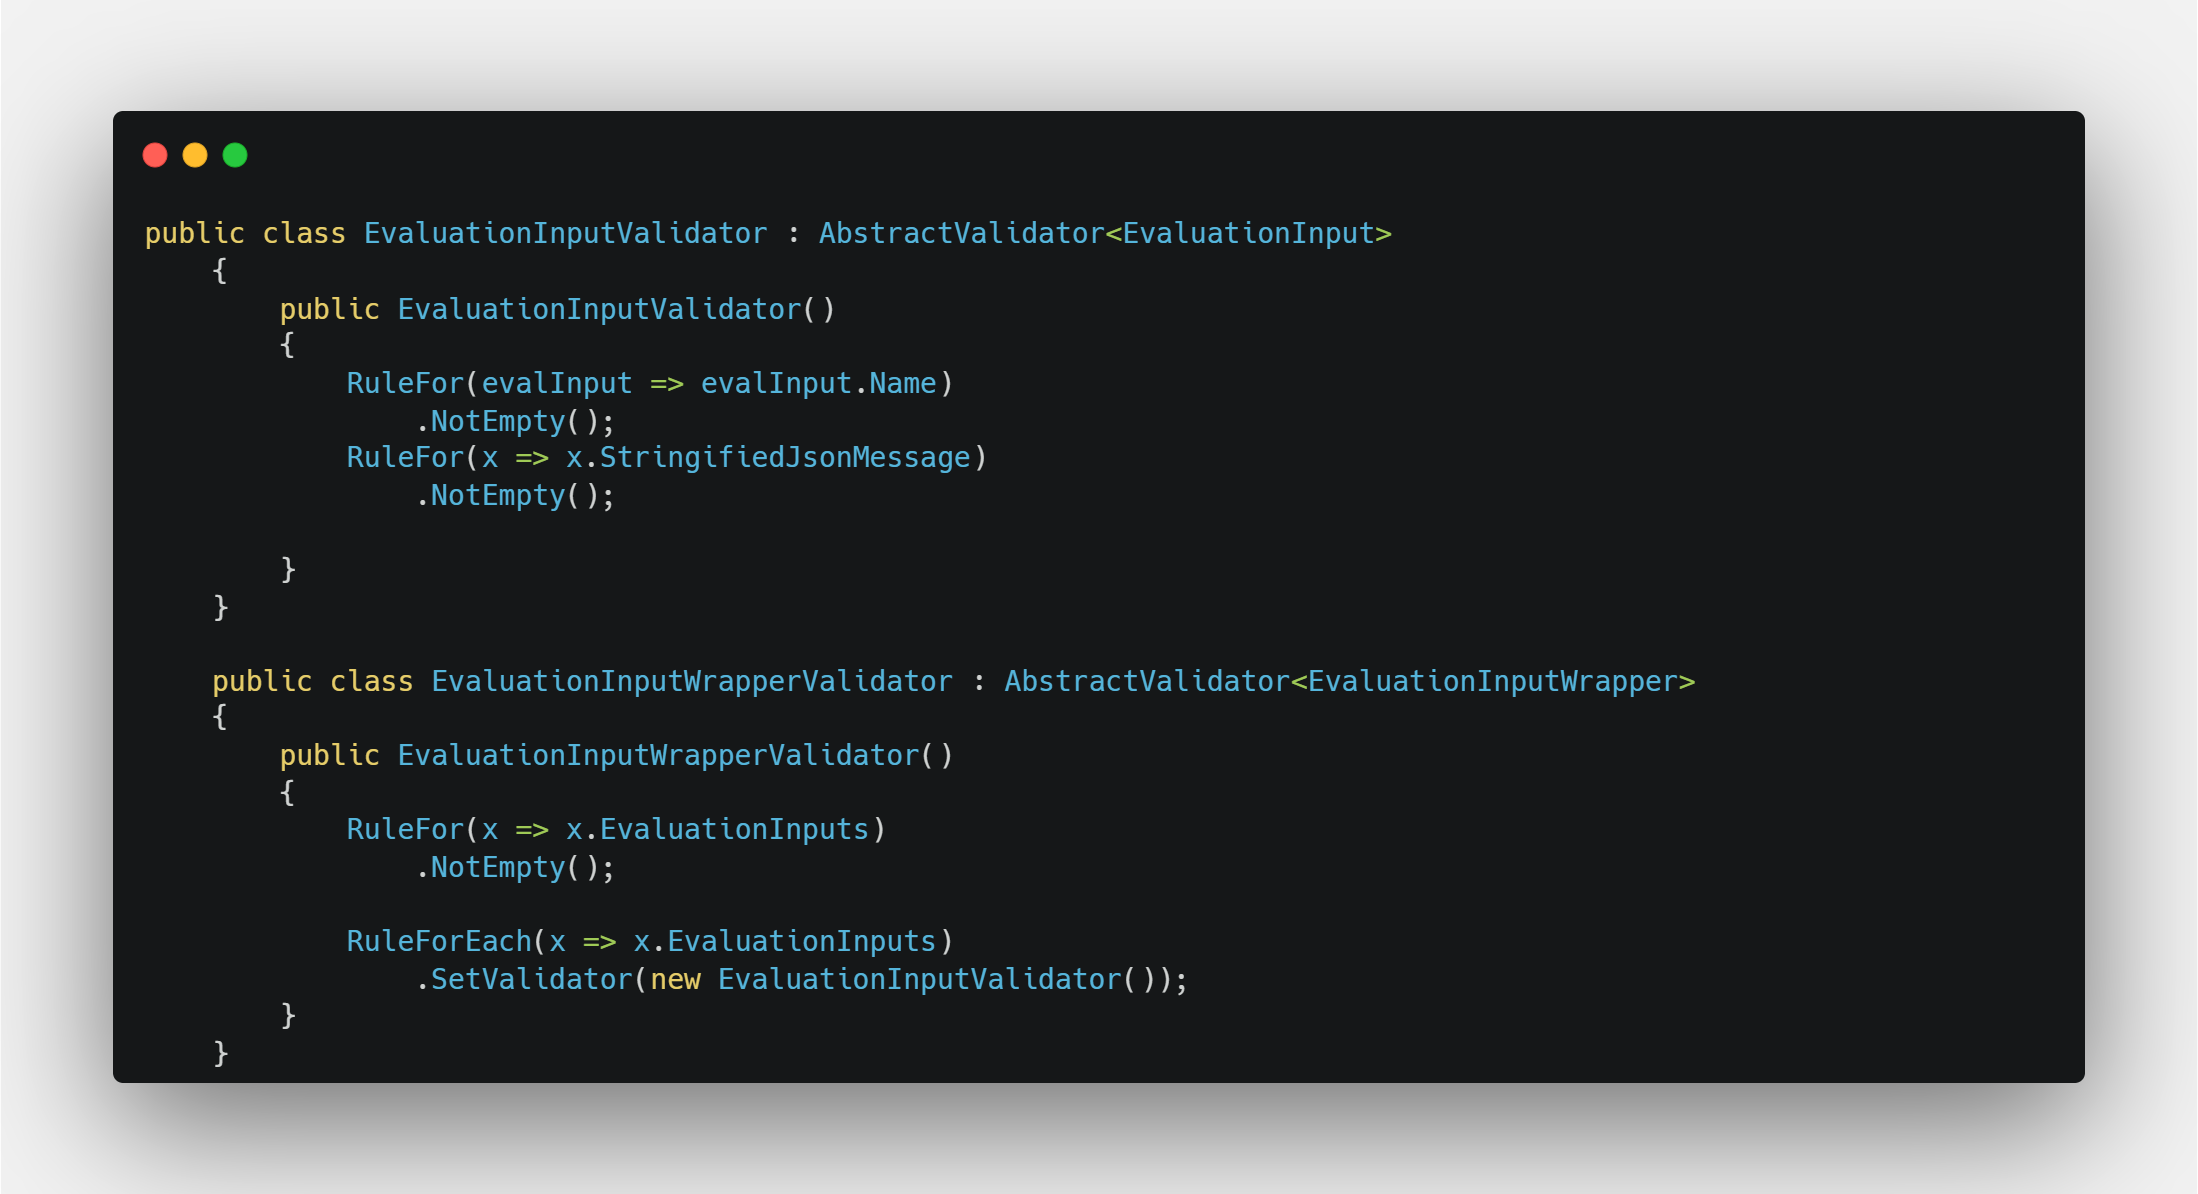 public class EvaluationInputValidator : AbstractValidator<EvaluationInput>
    {
        public EvaluationInputValidator()
        {
            RuleFor(evalInput => evalInput.Name)
                .NotEmpty();
            RuleFor(x => x.StringifiedJsonMessage)
                .NotEmpty();

        }
    }

    public class EvaluationInputWrapperValidator : AbstractValidator<EvaluationInputWrapper>
    {
        public EvaluationInputWrapperValidator()
        {
            RuleFor(x => x.EvaluationInputs)
                .NotEmpty();

            RuleForEach(x => x.EvaluationInputs)
                .SetValidator(new EvaluationInputValidator());
        }
    }